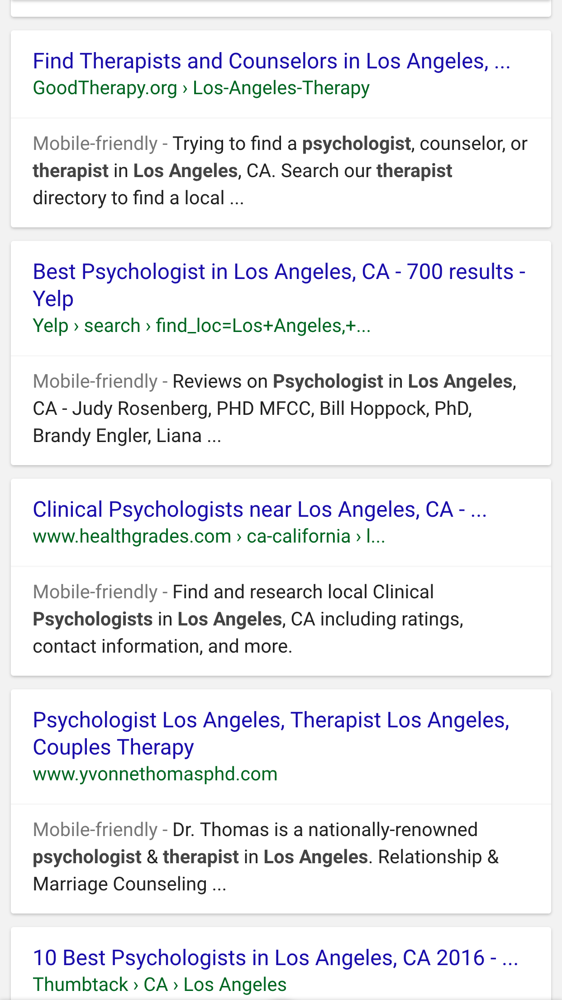 Find Therapists and Counselors in Los Angeles, ...
GoodTherapy.org › Los-Angeles-Therapy
Mobile-friendly - Trying to find a psychologist, counselor, or
therapist in Los Angeles, CA. Search our therapist
directory to find a local ...
Best Psychologist in Los Angeles, CA - 700 results -
Yelp
Yelp › search › find_loc=Los+Angeles,+...
Mobile-friendly - Reviews on Psychologist in Los Angeles,
CA - Judy Rosenberg, PHD MFCC, Bill Hoppock, PhD,
Brandy Engler, Liana ...
Clinical Psychologists near Los Angeles, CA - ...
www.healthgrades.com › ca-california › l...
Mobile-friendly - Find and research local Clinical
Psychologists in Los Angeles, CA including ratings,
contact information, and more.
Psychologist Los Angeles, Therapist Los Angeles,
Couples Therapy
www.yvonnethomasphd.com
Mobile-friendly - Dr. Thomas is a nationally-renowned
psychologist & therapist in Los Angeles. Relationship &
Marriage Counseling ...
10 Best Psychologists in Los Angeles, CA 2016 - ...
Thumbtack › CA › Los Angeles